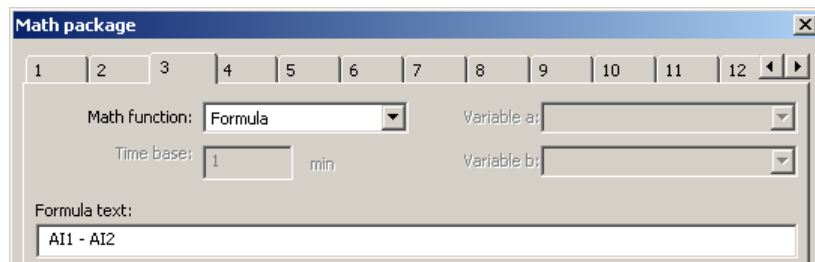 Math package
1 2 3 4 5 6 7 8 9 10 11 12
Math function: Formula Variable a:
Time base: 1 min Variable b:
Formula text:
AI1 - AI2